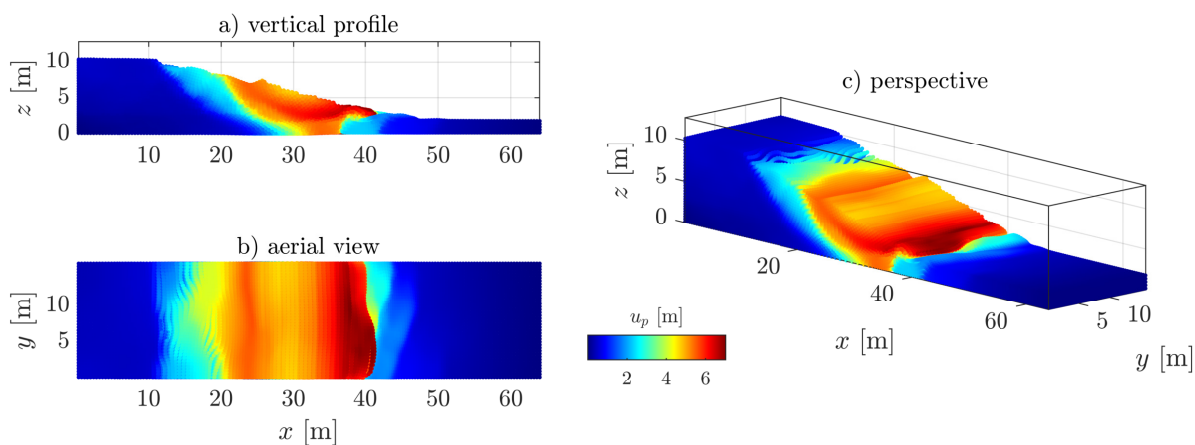 a) vertical profile
z [m]
10
5
0
10 20 30 40 50 60
b) aerial view
y [m]
10
5
10 20 30 40 50 60
x [m]
c) perspective
z [m]
10
5
0
20
40
60
x [m]
5 10
y [m]
u_p [m]
2 4 6